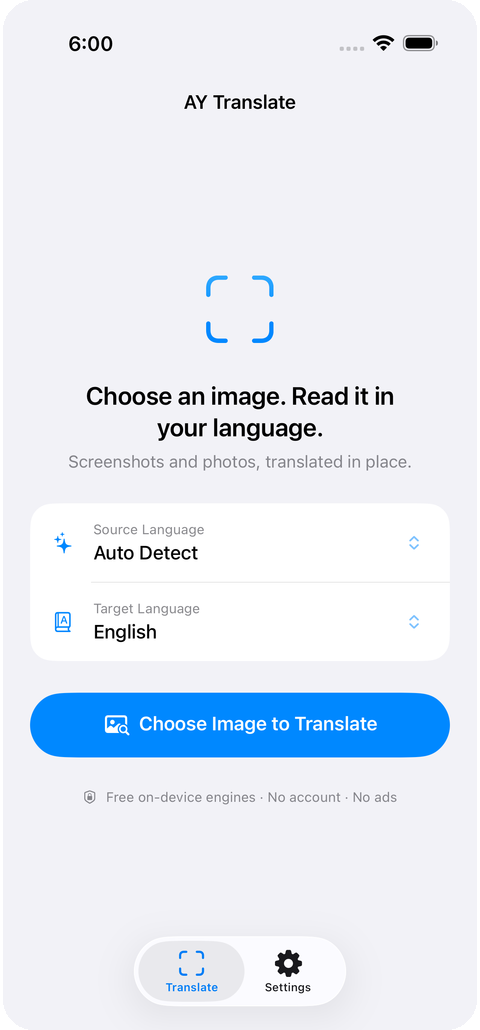 6:00
AY Translate
Choose an image. Read it in
your language.
Screenshots and photos, translated in place.
Source Language
Auto Detect
Target Language
English
Choose Image to Translate
Free on-device engines · No account · No ads
Translate
Settings